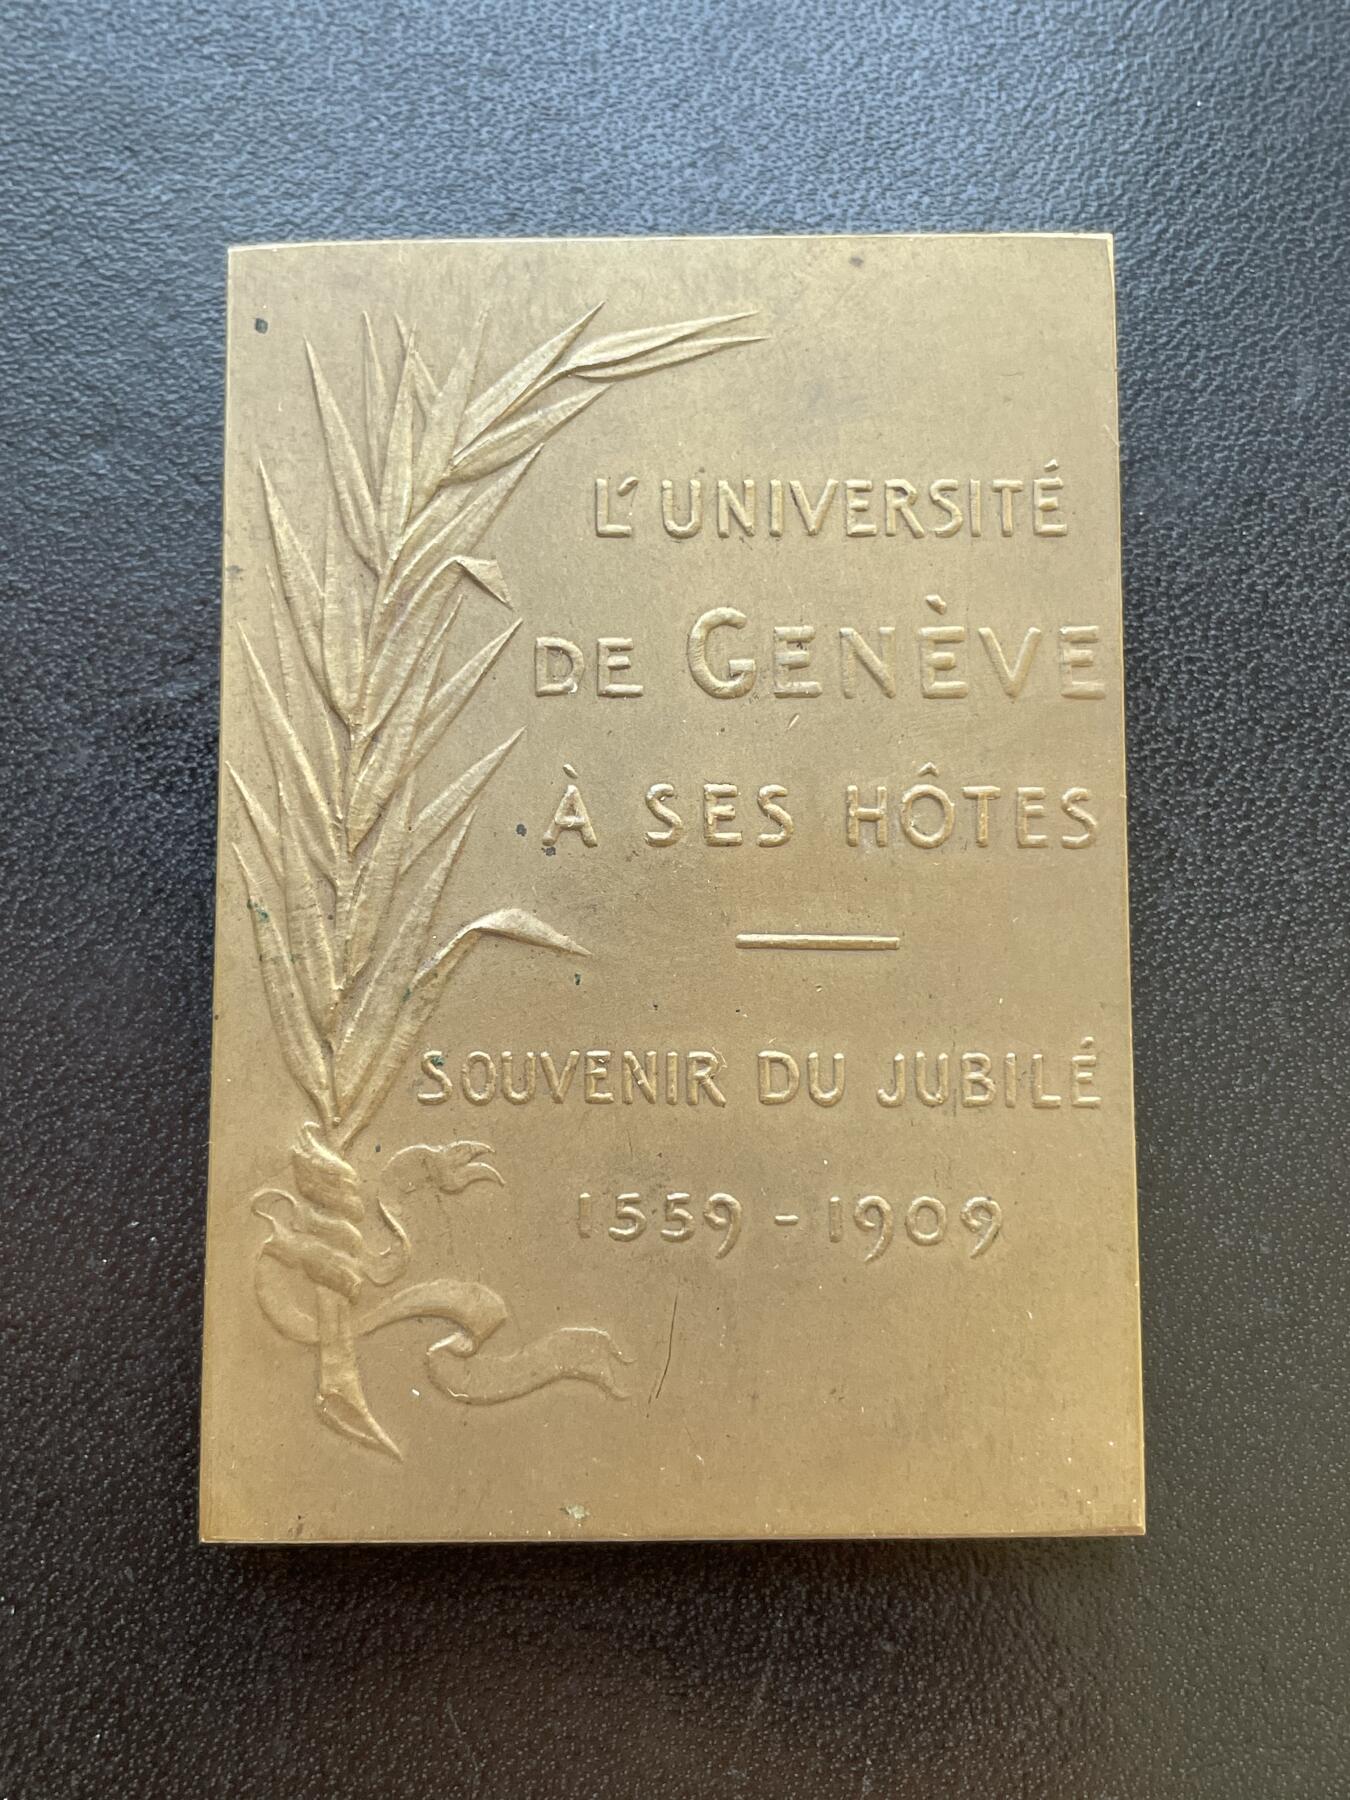 L'UNIVERSITÉ
DE GENÈVE
À SES HÔTES
SOUVENIR DU JUBILÉ
1559 - 1909